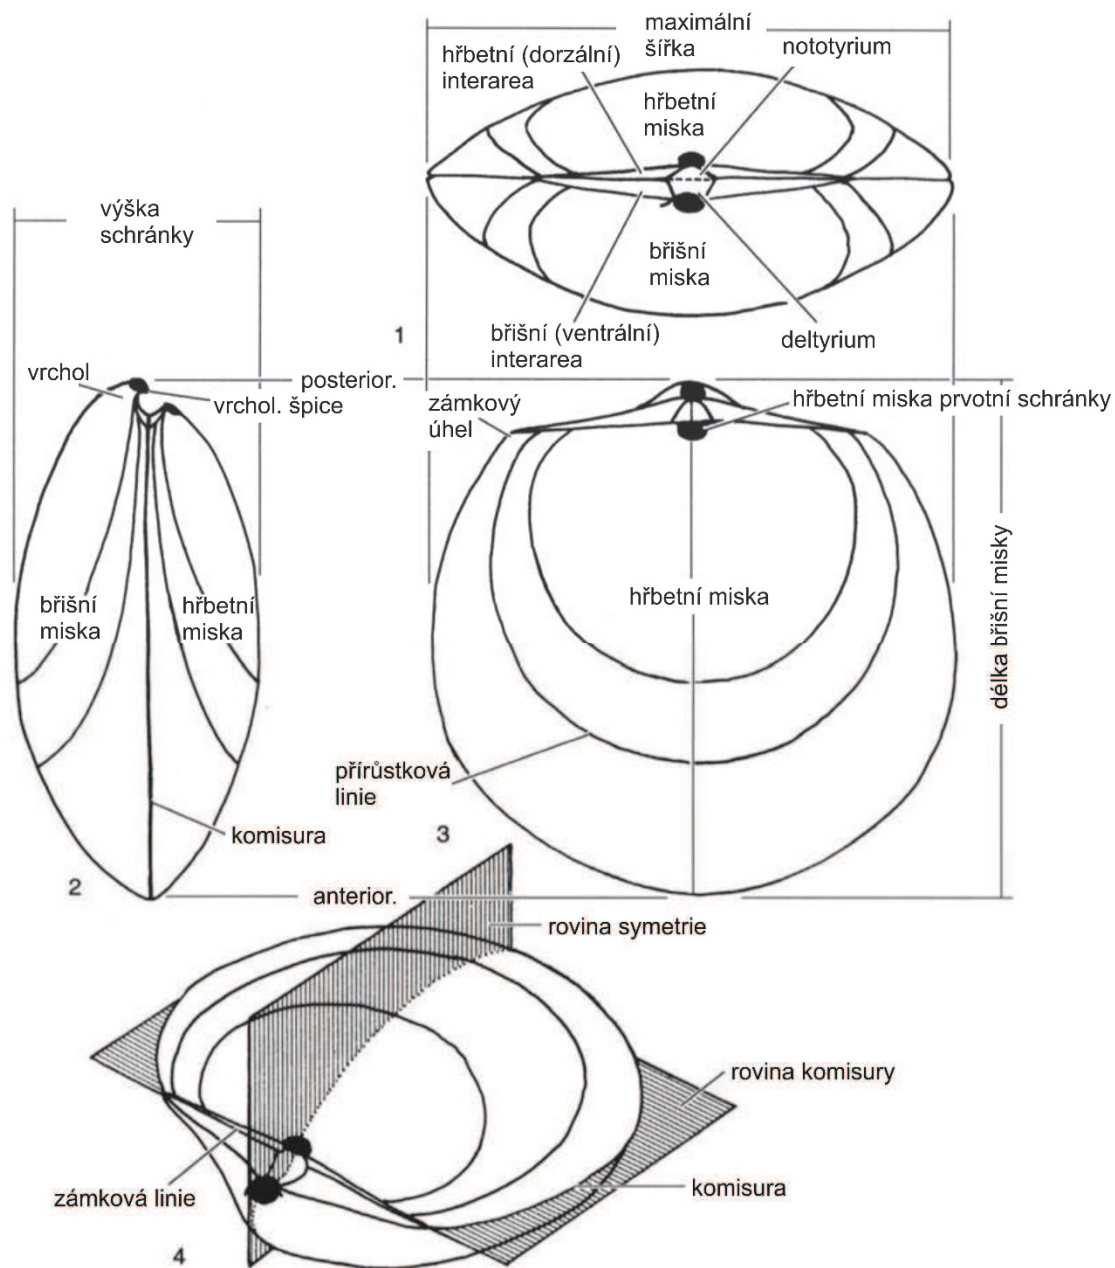 maximální
šířka
nototyrium
hřbetní (dorzální)
interarea
hřbetní
miska
výška
schránky
břišní
miska
1
břišní (ventrální)
interarea
deltyrium
vrchol
posterior.
vrchol. špice
zámkový
úhel
hřbetní miska prvotní schránky
břišní
miska
hřbetní
miska
hřbetní miska
délka břišní misky
přírůstková
linie
komisura
3
2
anterior.
rovina symetrie
rovina komisury
zámková linie
komisura
4